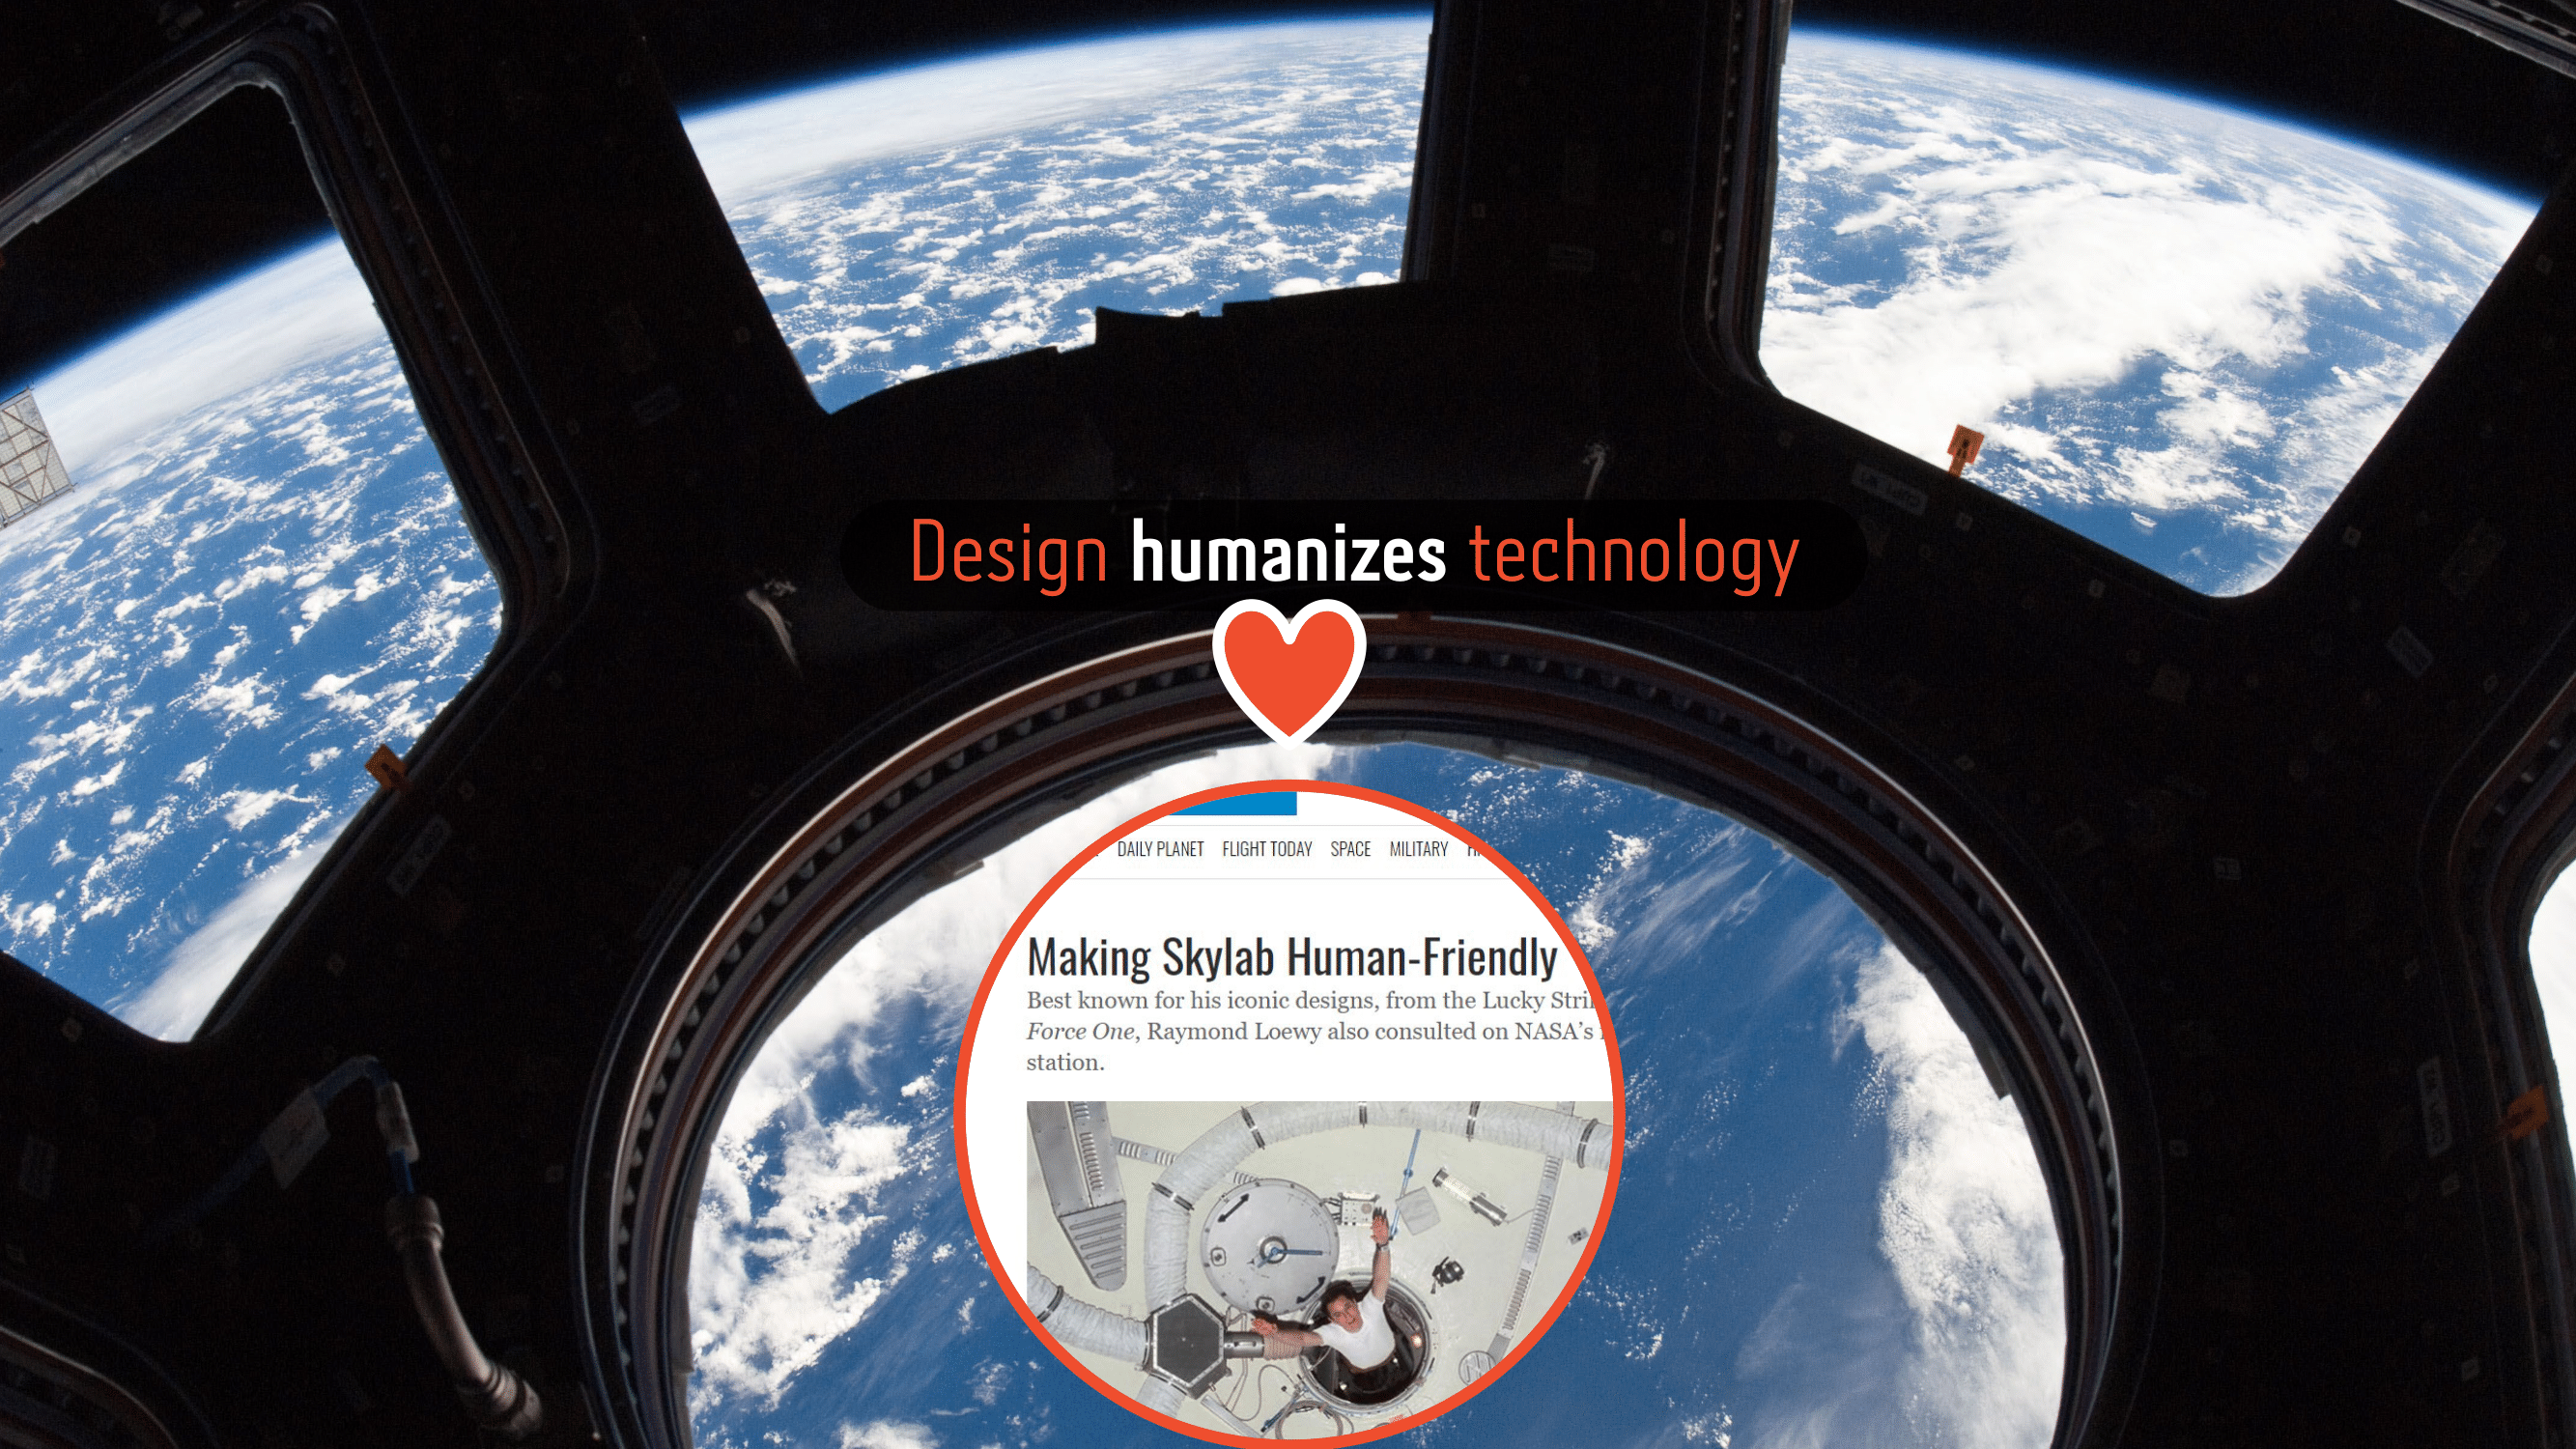 Design humanizes technology
DAILY PLANET FLIGHT TODAY SPACE MILITARY
Making Skylab Human-Friendly
Best known for his iconic designs, from the Lucky
Force One, Raymond Loewy also consulted on NASA's
station.